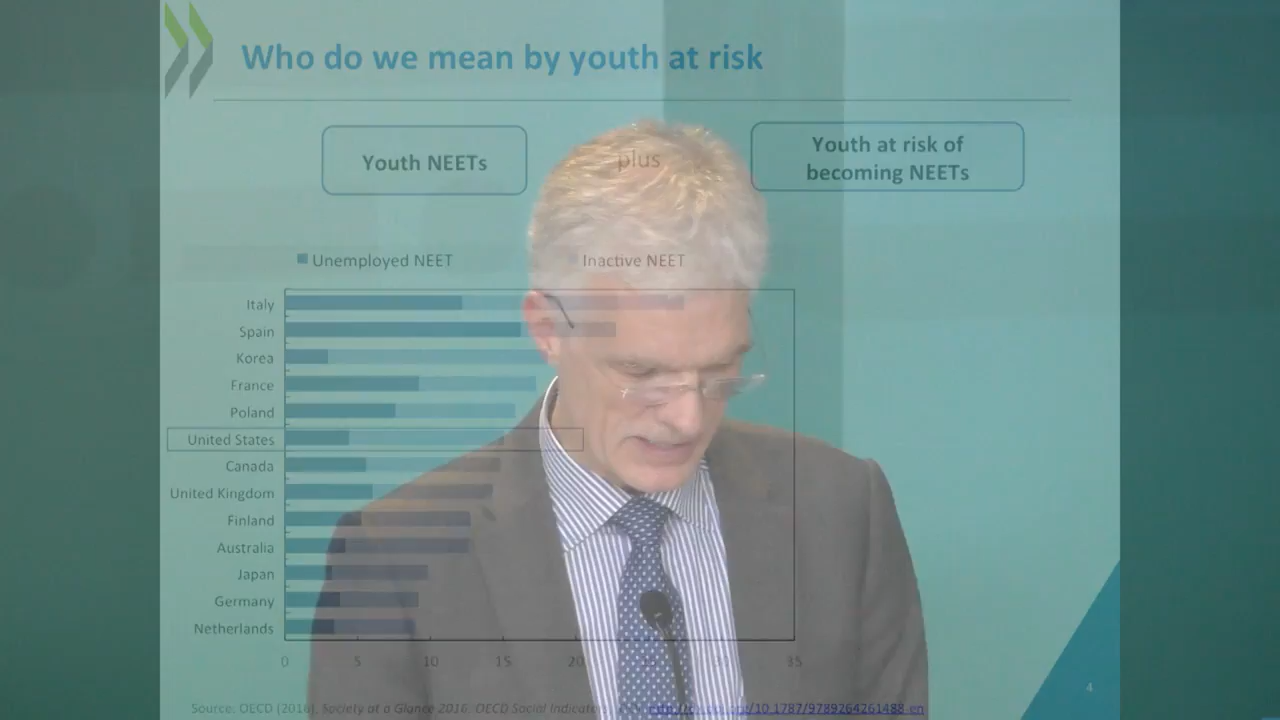 Who do we mean by youth at risk
Youth NEETs
plus
Youth at risk of
becoming NEETs
Unemployed NEET
Inactive NEET
Italy
Spain
Korea
France
Poland
United States
Canada
United Kingdom
Finland
Australia
Japan
Germany
Netherlands
0 5 10 15 20 35
Source: OECD (2016), Society at a Glance 2016: OECD Social
4